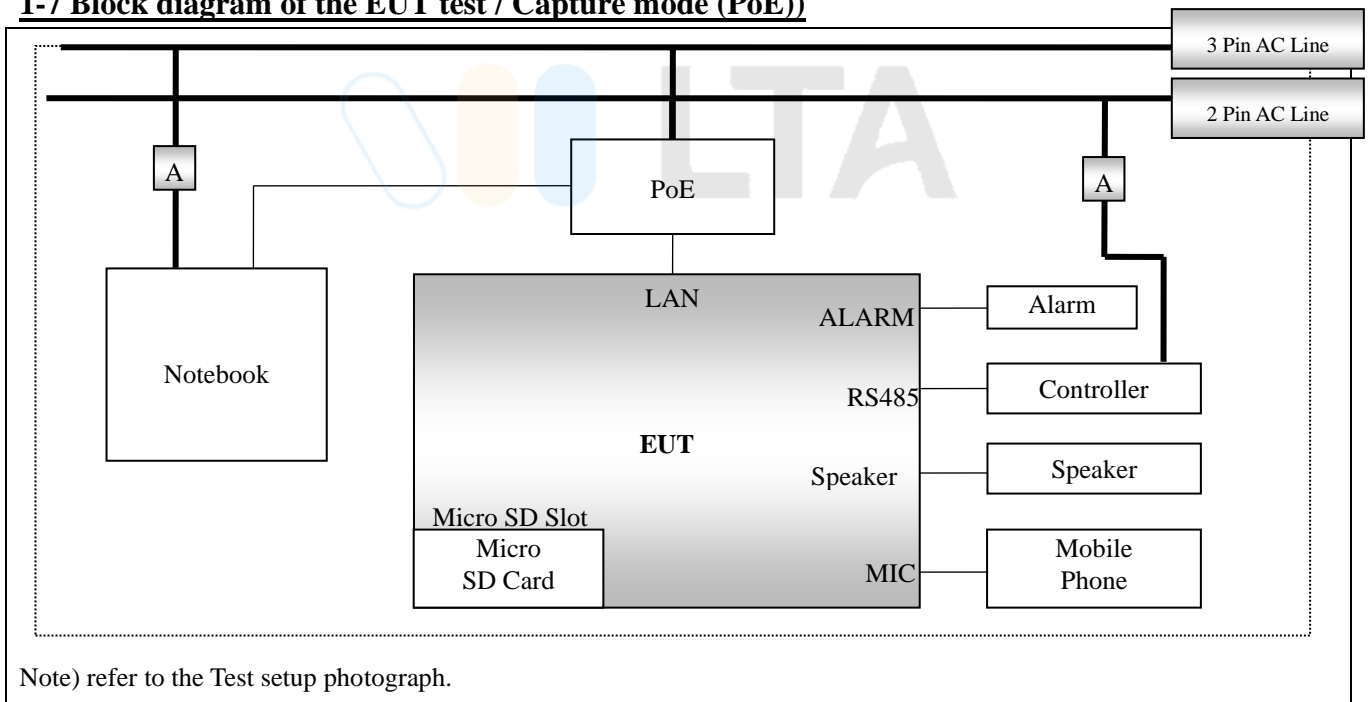 1-7 Block diagram of the EUT test / Capture mode (PoE))
3 Pin AC Line
2 Pin AC Line
LTA
A
PoE
A
Notebook
LAN
ALARM
Alarm
RS485
Controller
EUT
Speaker
Speaker
Micro SD Slot
Micro
SD Card
MIC
Mobile
Phone
Note) refer to the Test setup photograph.